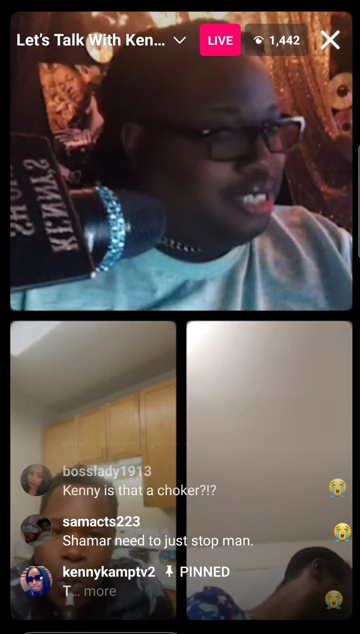 Let's Talk With Ken...
LIVE
1,442
KENNYS
bosslady1913
Kenny is that a choker?!?
samacts223
Shamar need to just stop man.
kennykamptv2 PINNED
T... more